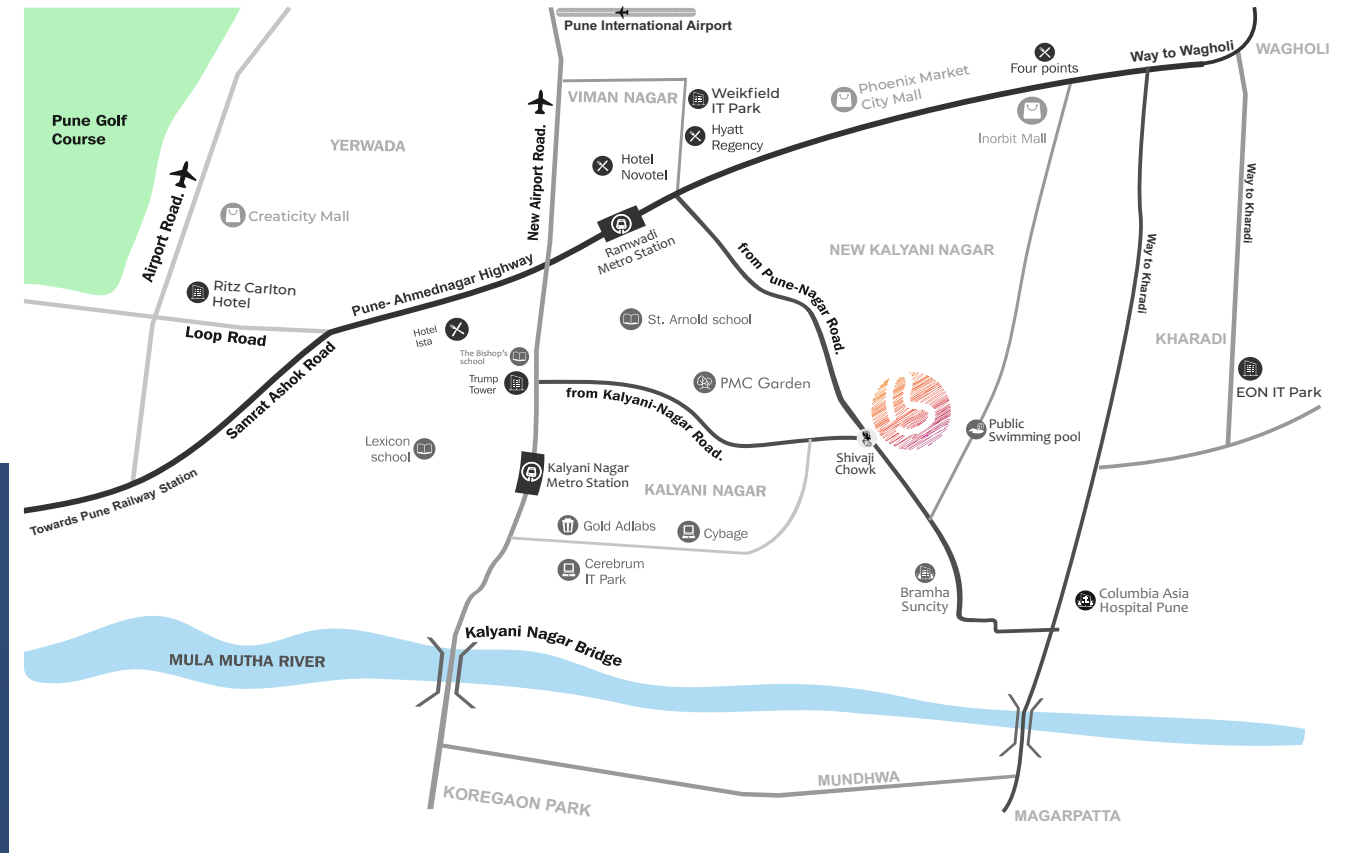 Pune International Airport
Way to Wagholi
WAGHOLI
Four points
Phoenix Market
City Mall
VIMAN NAGAR
Weikfield
IT Park
Pune Golf
Course
Inorbit Mall
YERWADA
Hyatt
Regency
Hotel
Novotel
New Airport Road.
Airport Road.
Creaticity Mall
Way to Kharadi
Ramwadi
Metro Station
from Pune-Nagar Road.
NEW KALYANI NAGAR
Way to Kharadi
Ritz Carlton
Hotel
Pune- Ahmednagar Highway
Loop Road
Hotel
Ista
St. Arnold school
KHARADI
The Bishop's
school
Trump
Tower
PMC Garden
EON IT Park
Samrat Ashok Road
from Kalyani-Nagar Road.
Public
Swimming pool
Lexicon
school
Shivaji
Chowk
Kalyani Nagar
Metro Station
KALYANI NAGAR
Towards Pune Railway Station
Gold Adlabs
Cybage
Cerebrum
IT Park
Bramha
Suncity
Columbia Asia
Hospital Pune
Kalyani Nagar Bridge
MULA MUTHA RIVER
MUNDHWA
KOREGAON PARK
MAGARPATTA